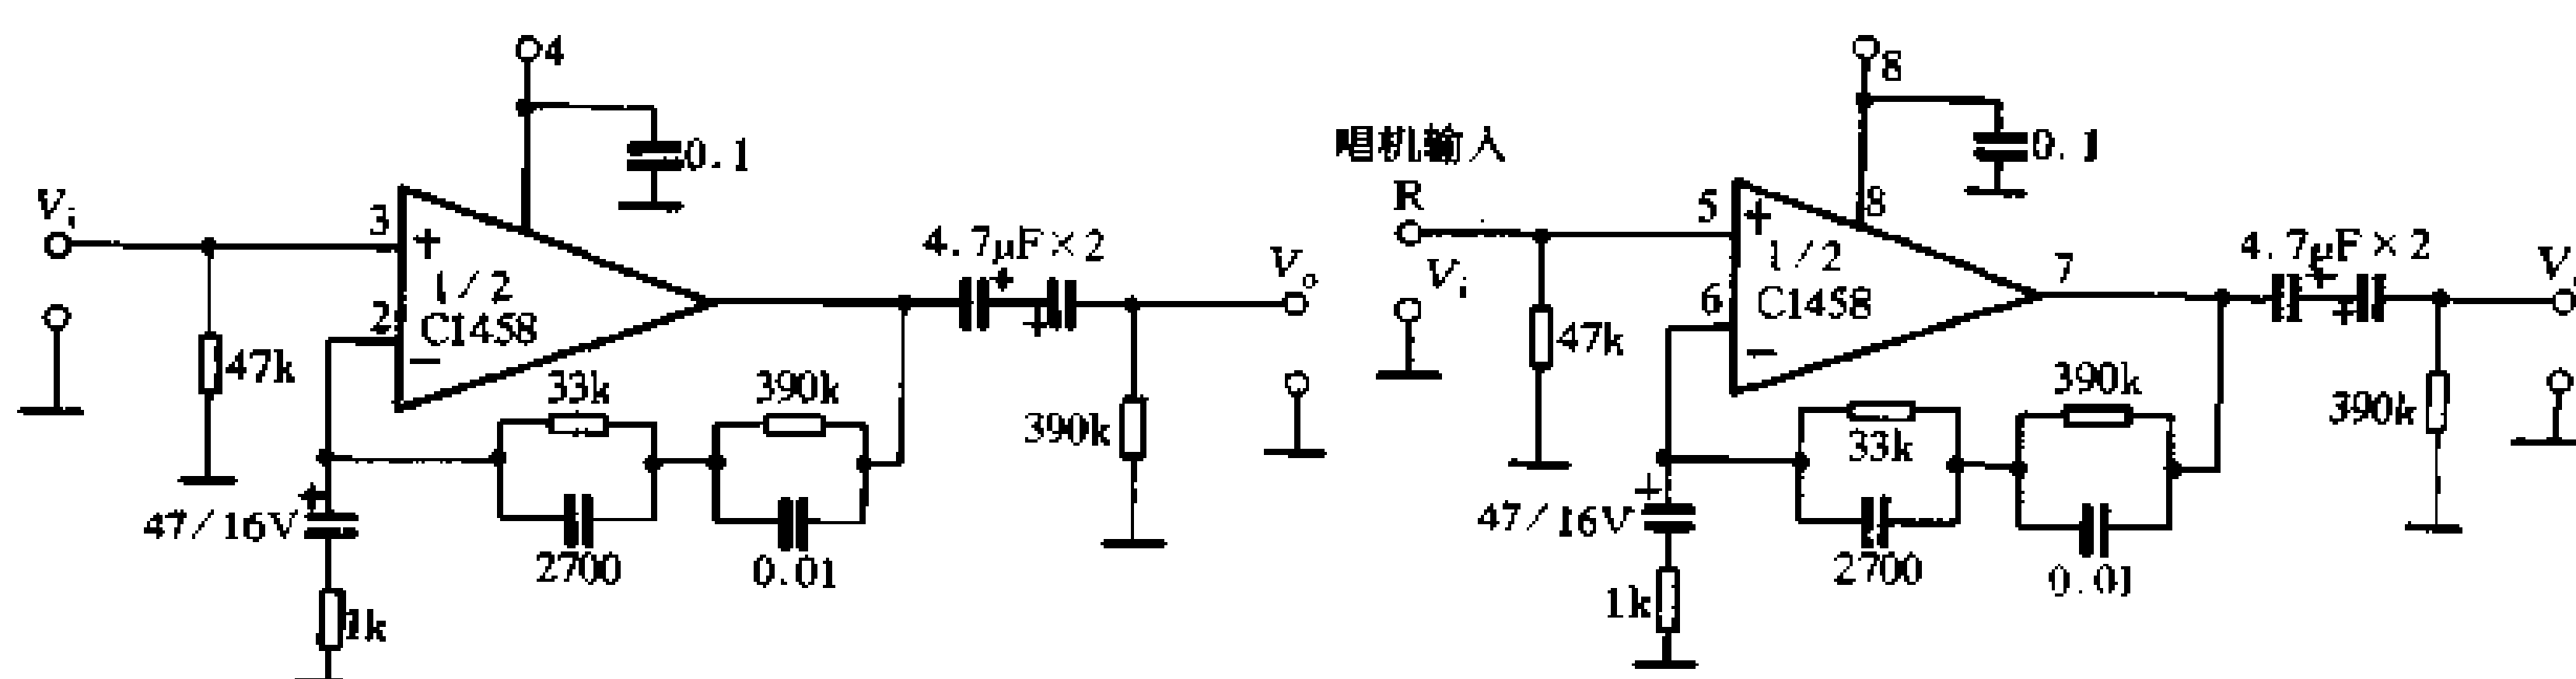 4
0.1
Vi
3
+
1/2
C1458
2
−
47k
4.7μF×2
+
+
Vo
33k
390k
390k
+
47/16V
2700
0.01
1k
8
0.1
唱机输入
R
Vi
5
8
+
1/2
C1458
6
−
7
47k
4.7μF×2
+
+
390k
33k
390k
+
47/16V
2700
0.01
1k